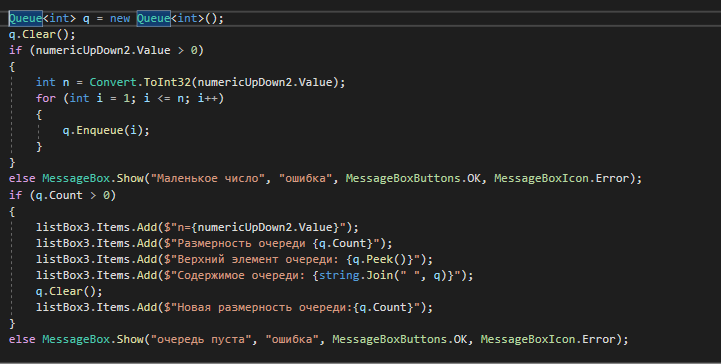 Queue<int> q = new Queue<int>();
q.Clear();
if (numericUpDown2.Value > 0)
{
    int n = Convert.ToInt32(numericUpDown2.Value);
    for (int i = 1; i <= n; i++)
    {
        q.Enqueue(i);
    }
}
else MessageBox.Show("Маленькое число", "ошибка", MessageBoxButtons.OK, MessageBoxIcon.Error);
if (q.Count > 0)
{
    listBox3.Items.Add($"n={numericUpDown2.Value}");
    listBox3.Items.Add($"Размерность очереди {q.Count}");
    listBox3.Items.Add($"Верхний элемент очереди: {q.Peek()}");
    listBox3.Items.Add($"Содержимое очереди: {string.Join(" ", q)}");
    q.Clear();
    listBox3.Items.Add($"Новая размерность очереди:{q.Count}");
}
else MessageBox.Show("очередь пуста", "ошибка", MessageBoxButtons.OK, MessageBoxIcon.Error);